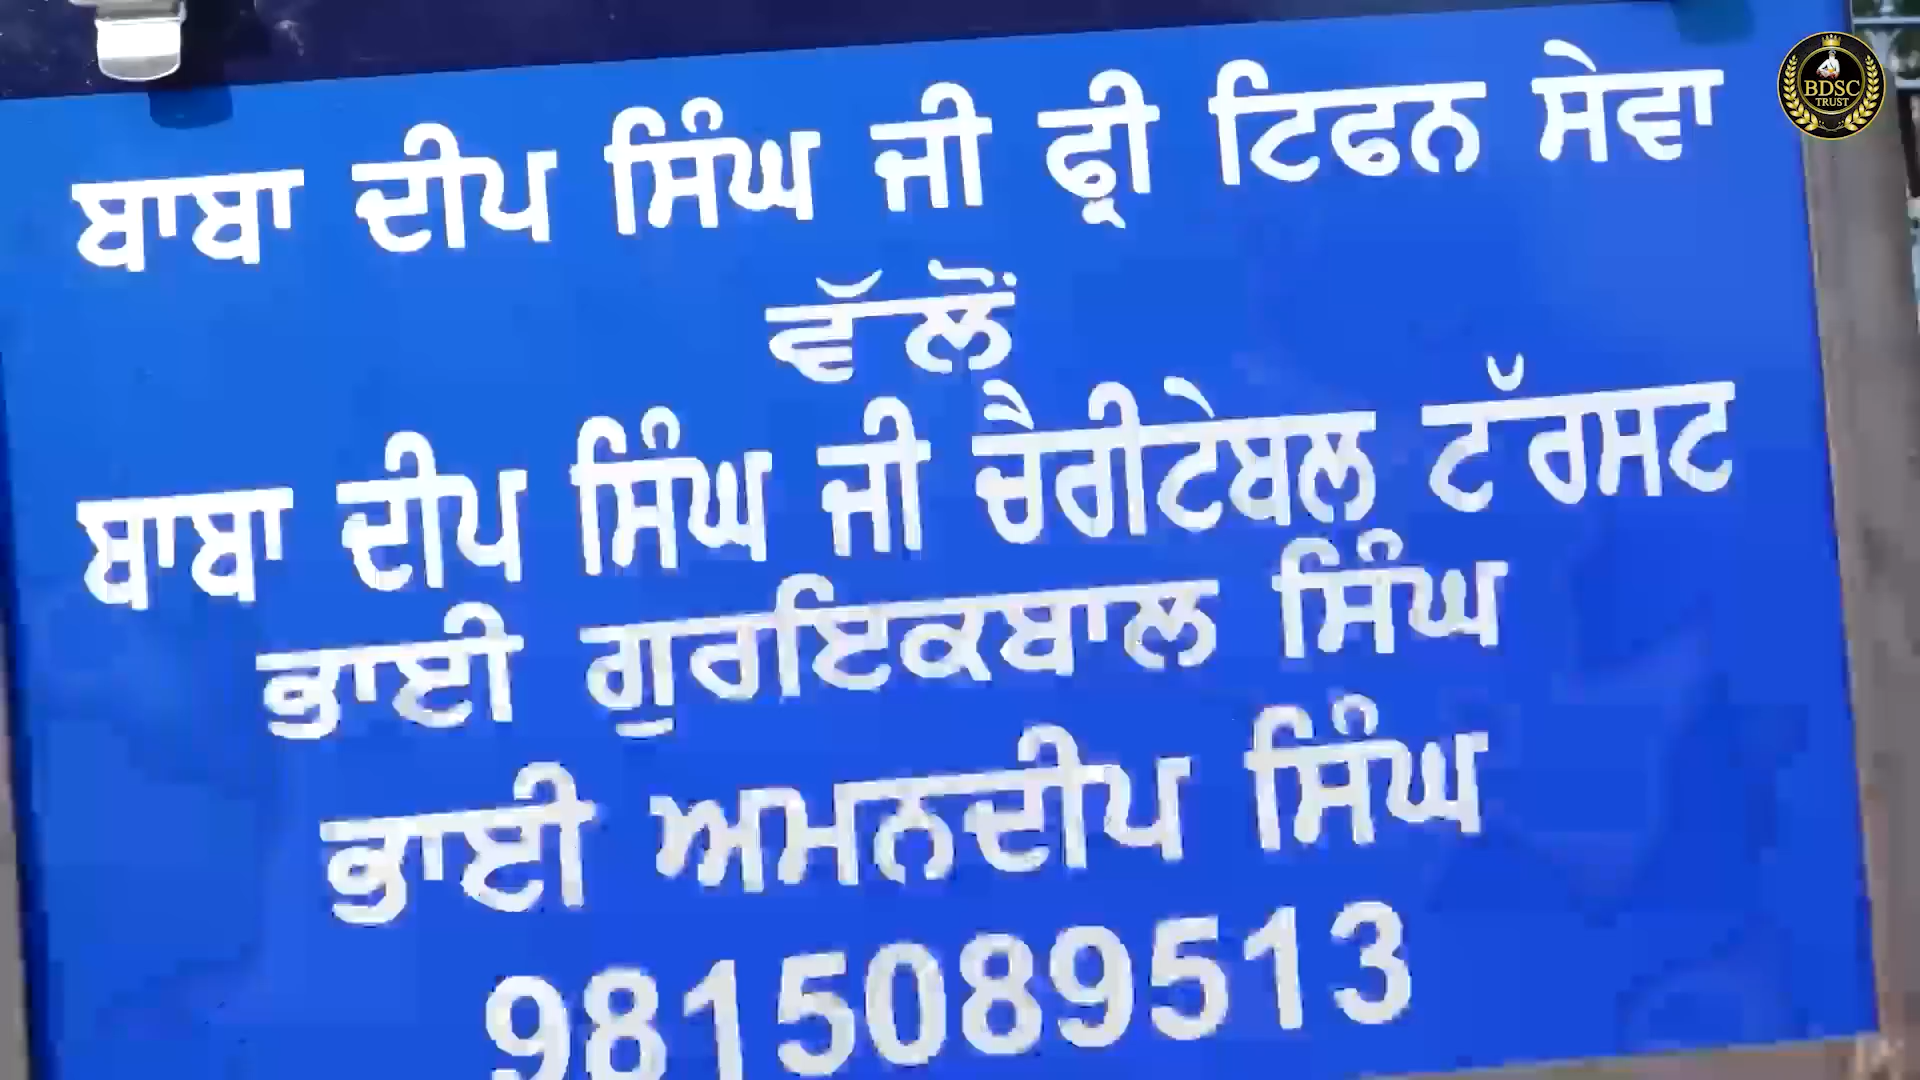 ਬਾਬਾ ਦੀਪ ਸਿੰਘ ਜੀ ਫ੍ਰੀ ਟਿਫਨ ਸੇਵਾ
ਵੱਲੋਂ
ਬਾਬਾ ਦੀਪ ਸਿੰਘ ਜੀ ਚੈਰੀਟੇਬਲ ਟੱਰਸਟ
ਭਾਈ ਗੁਰਇਕਬਾਲ ਸਿੰਘ
ਭਾਈ ਅਮਨਦੀਪ ਸਿੰਘ
9815089513
BDSC
TRUST